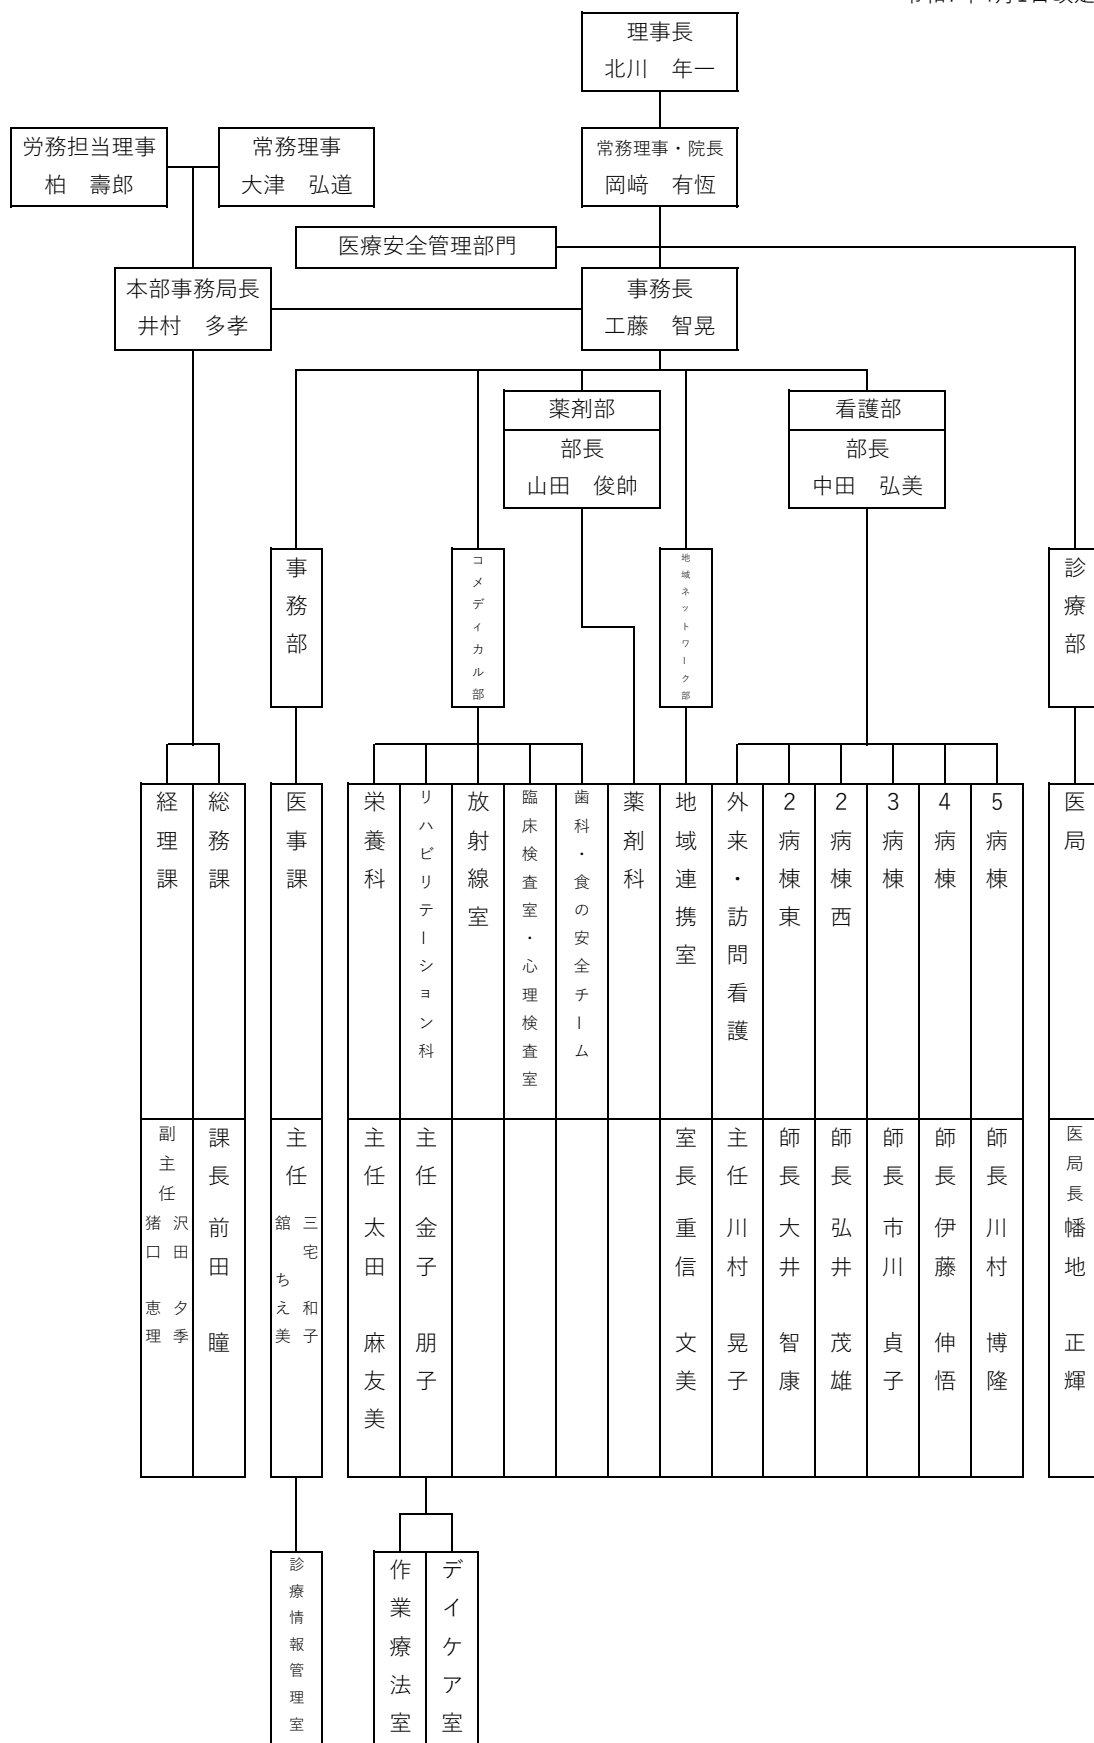 理事長
北川　年一
労務担当理事
柏　壽郎
常務理事
大津　弘道
常務理事・院長
岡﨑　有恆
医療安全管理部門
本部事務局長
井村　多孝
事務長
工藤　智晃
薬剤部
部長
山田　俊帥
看護部
部長
中田　弘美
事務部
コメディカル部
地域ネットワーク部
診療部
経理課
総務課
医事課
栄養科
リハビリテーション科
放射線室
臨床検査室・心理検査室
歯科・食の安全チーム
薬剤科
地域連携室
外来・訪問看護
2病棟東
2病棟西
3病棟
4病棟
5病棟
医局
副主任
沢田　夕季
猪口　恵理
課長　前田　瞳
主任
三宅　和子
舘　ちえ美
主任　太田　麻友美
主任　金子　朋子
室長　重信　文美
主任　川村　晃子
師長　大井　智康
師長　弘井　茂雄
師長　市川　貞子
師長　伊藤　伸悟
師長　川村　博隆
医局長　幡地　正輝
診療情報管理室
作業療法室
デイケア室